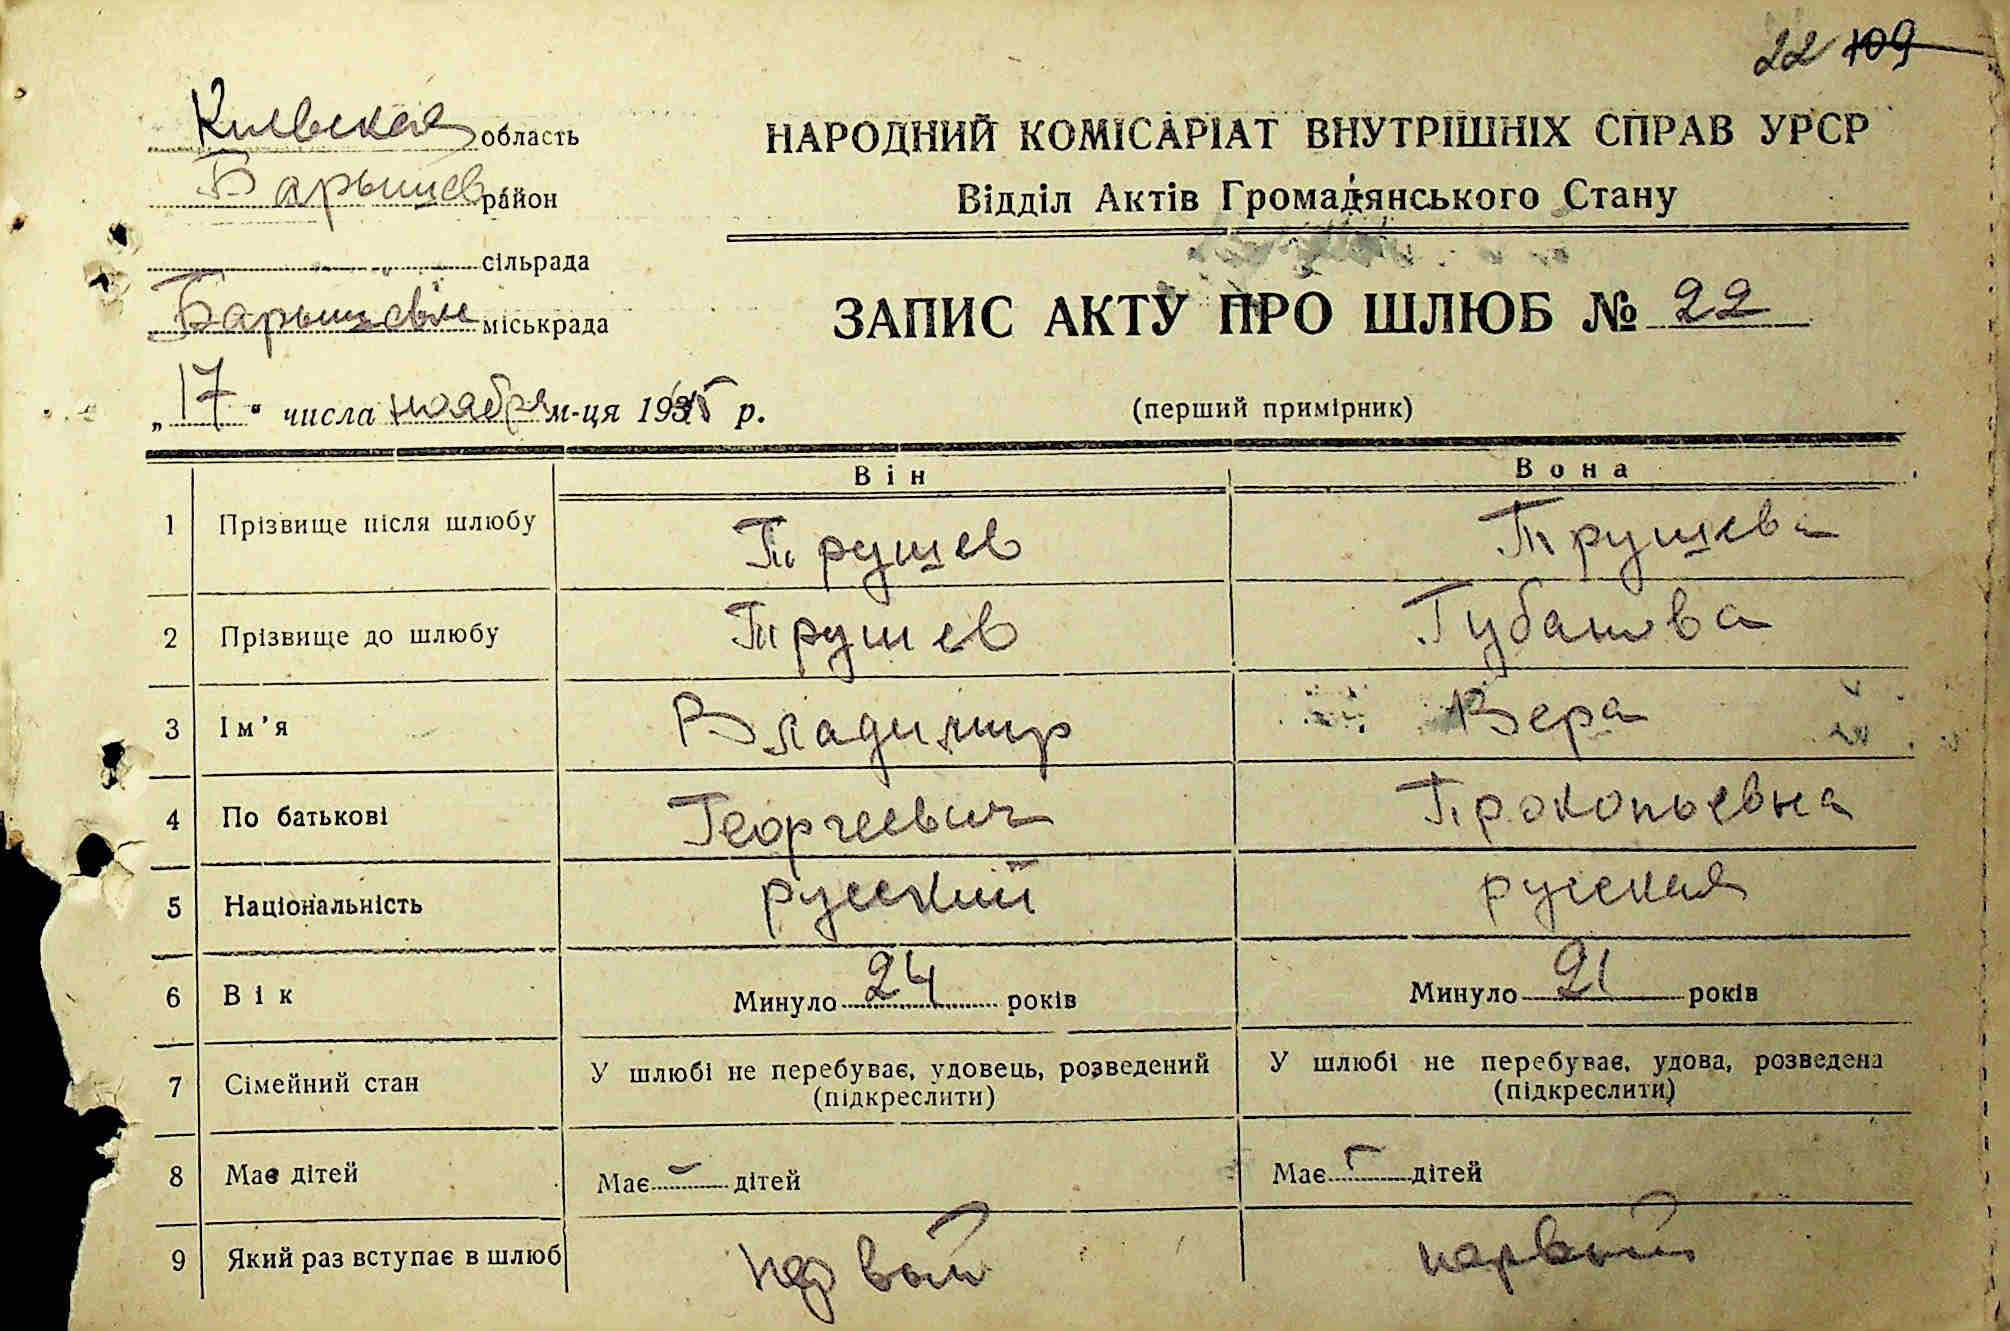 22 109
Киевская область
Барышев район
сільрада
Барышевск міськрада
НАРОДНИЙ КОМІСАРІАТ ВНУТРІШНІХ СПРАВ УРСР
Відділ Актів Громадянського Стану
ЗАПИС АКТУ ПРО ШЛЮБ № 22
„17“ числа ноября м-ця 1945 р.
(перший примірник)
Він Вона
1 Прізвище після шлюбу Трушев Трушева
2 Прізвище до шлюбу Трушев Губанова
3 Ім'я Владимир Вера
4 По батькові Георгиевич Прокопьевна
5 Національність русский русская
6 Вік Минуло 24 років Минуло 21 років
7 Сімейний стан У шлюбі не перебуває, удовець, розведений (підкреслити) У шлюбі не перебуває, удова, розведена (підкреслити)
8 Має дітей Має - дітей Має - дітей
9 Який раз вступає в шлюб первый первый